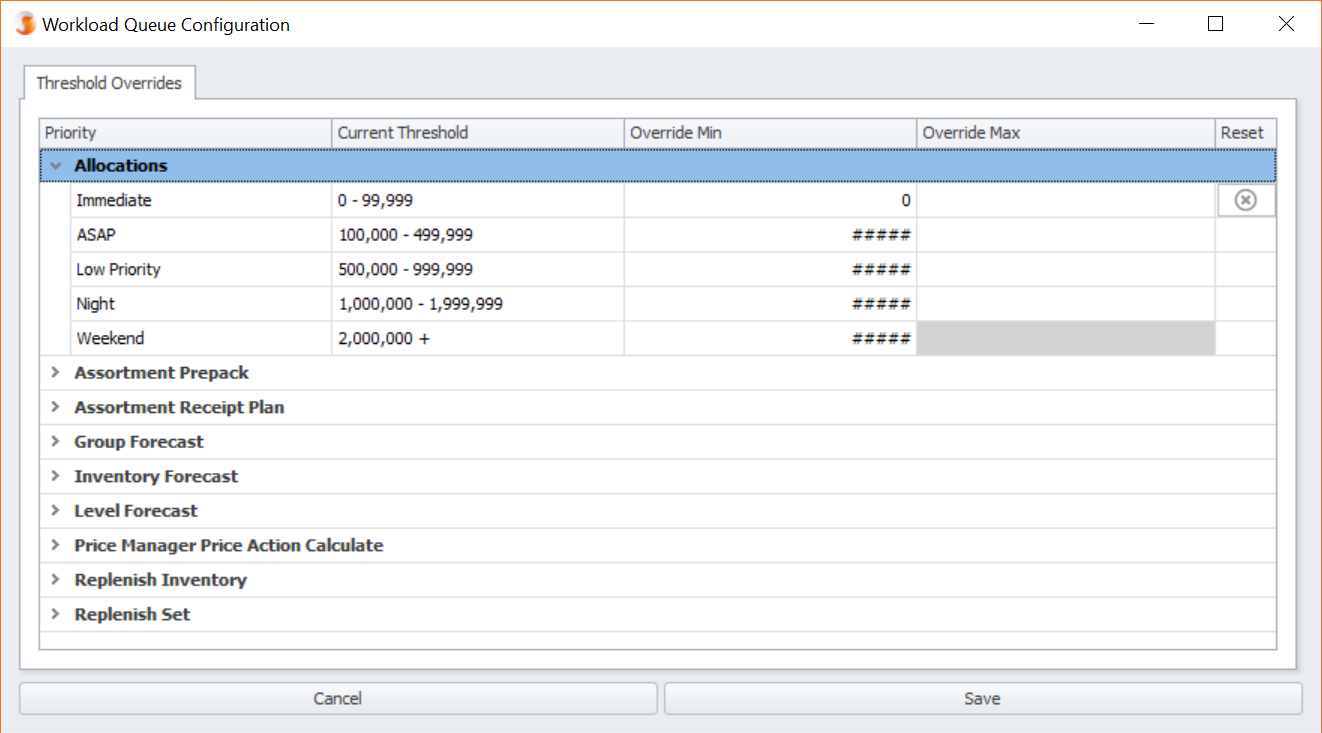 Workload Queue Configuration
Threshold Overrides
Priority Current Threshold Override Min Override Max Reset
Allocations
Immediate 0 - 99,999 0
ASAP 100,000 - 499,999 #####
Low Priority 500,000 - 999,999 #####
Night 1,000,000 - 1,999,999 #####
Weekend 2,000,000 + #####
Assortment Prepack
Assortment Receipt Plan
Group Forecast
Inventory Forecast
Level Forecast
Price Manager Price Action Calculate
Replenish Inventory
Replenish Set
Cancel Save